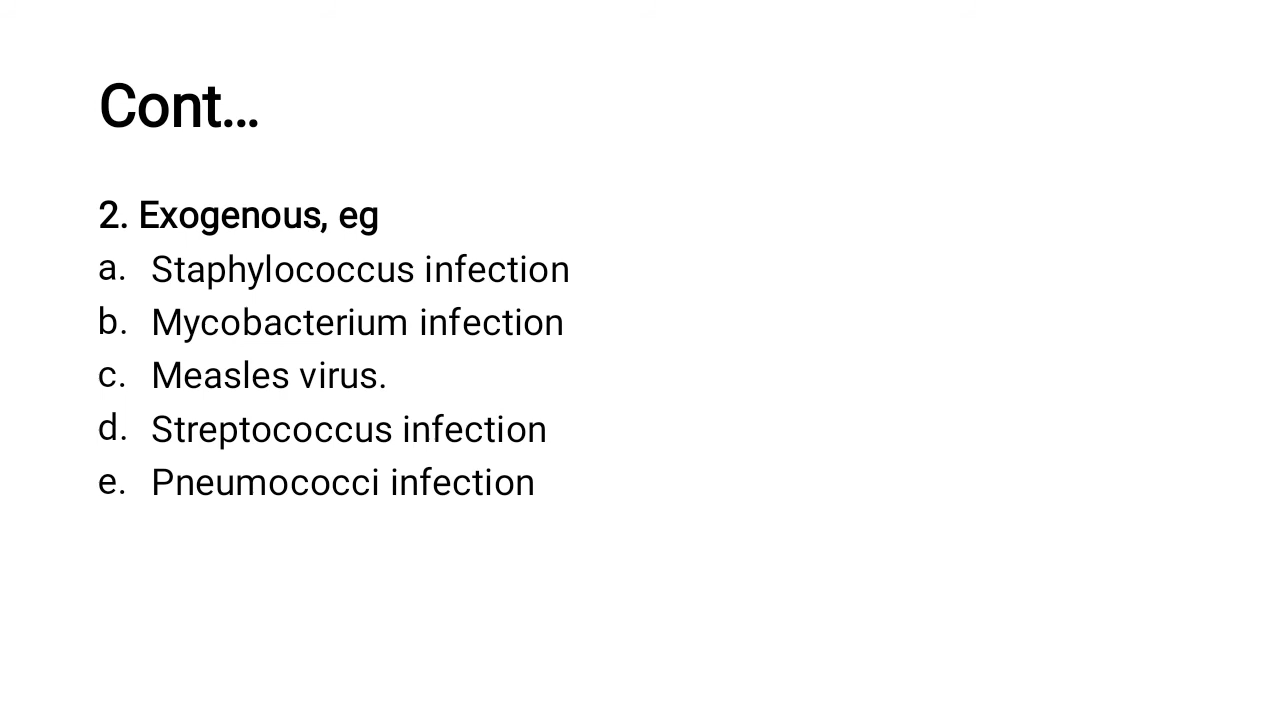 Cont...
2. Exogenous, eg
a. Staphylococcus infection
b. Mycobacterium infection
c. Measles virus.
d. Streptococcus infection
e. Pneumococci infection